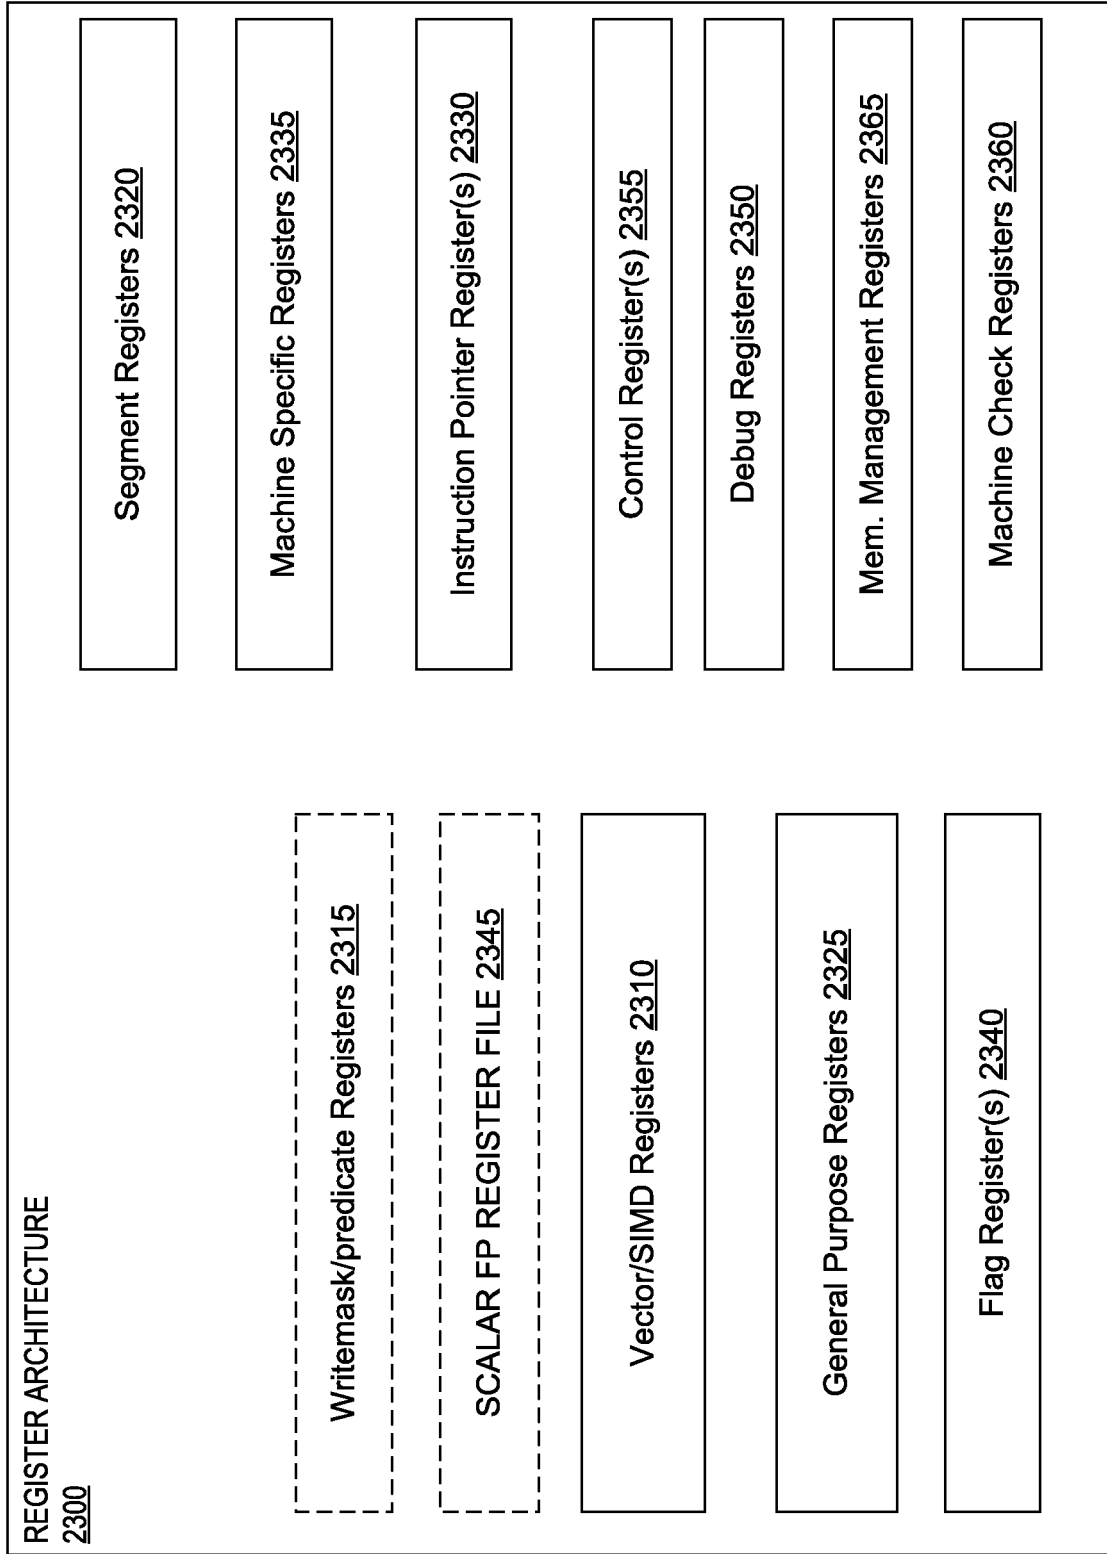 REGISTER ARCHITECTURE
2300
Writemask/predicate Registers 2315
SCALAR FP REGISTER FILE 2345
Vector/SIMD Registers 2310
General Purpose Registers 2325
Flag Register(s) 2340
Segment Registers 2320
Machine Specific Registers 2335
Instruction Pointer Register(s) 2330
Control Register(s) 2355
Debug Registers 2350
Mem. Management Registers 2365
Machine Check Registers 2360